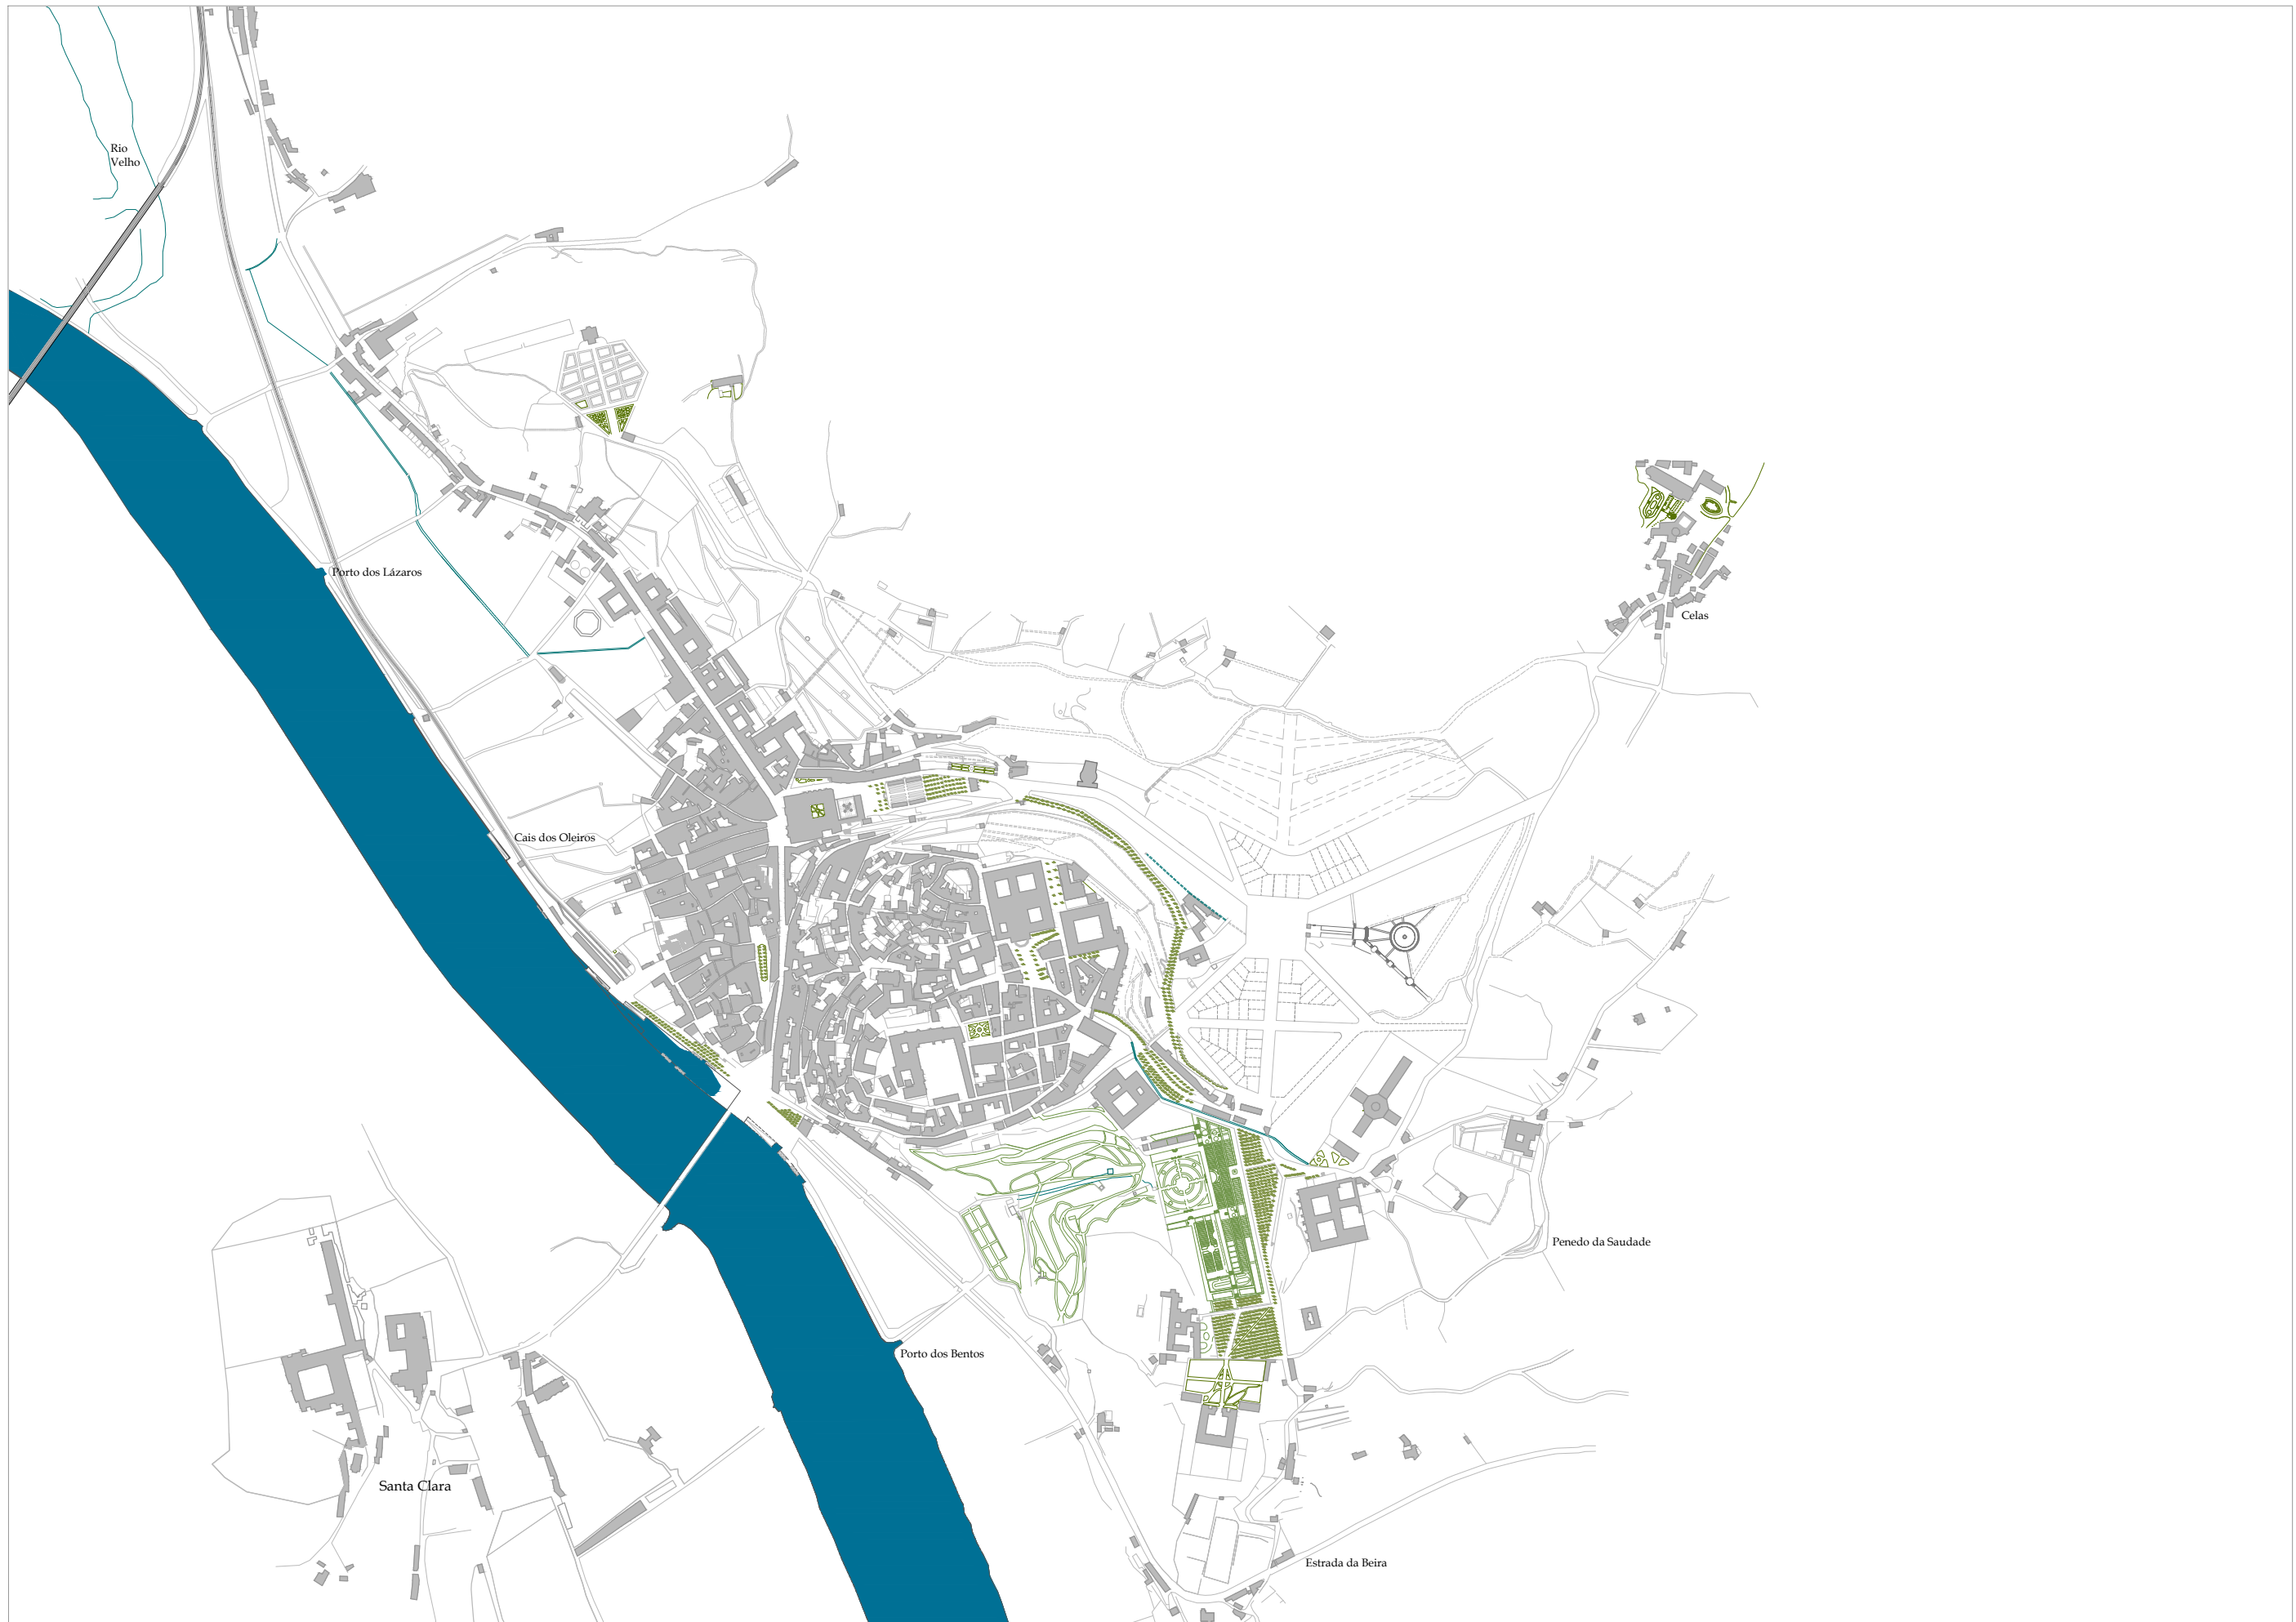 Rio
Velho
Porto dos Lázaros
Celas
Cais dos Oleiros
Penedo da Saudade
Porto dos Bentos
Santa Clara
Estrada da Beira